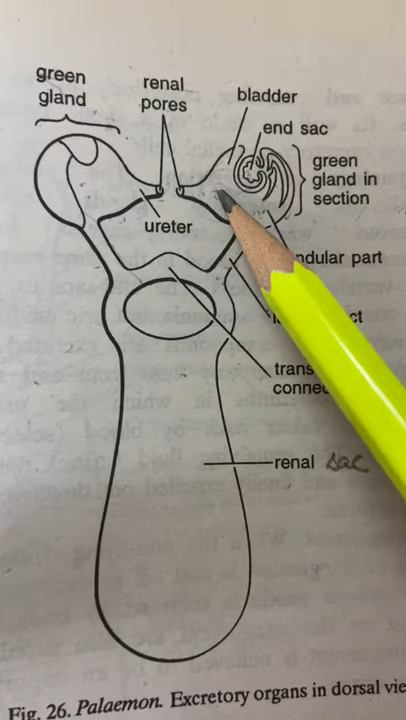 green
gland
renal
pores
bladder
end sac
green
gland in
section
ureter
ndular part
ct
trans
connec
renal sac
Fig. 26. Palaemon. Excretory organs in dorsal vie